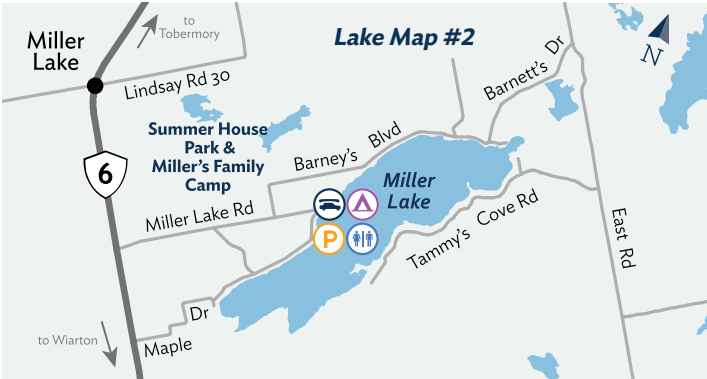 to
Tobermory
Lake Map #2
N
Miller
Lake
Lindsay Rd 30
Barnett's Dr
Summer House
Park &
Miller's Family
Camp
Barney's Blvd
6
Miller
Lake
Miller Lake Rd
P
Tammy's Cove Rd
East Rd
Maple Dr
to Wiarton